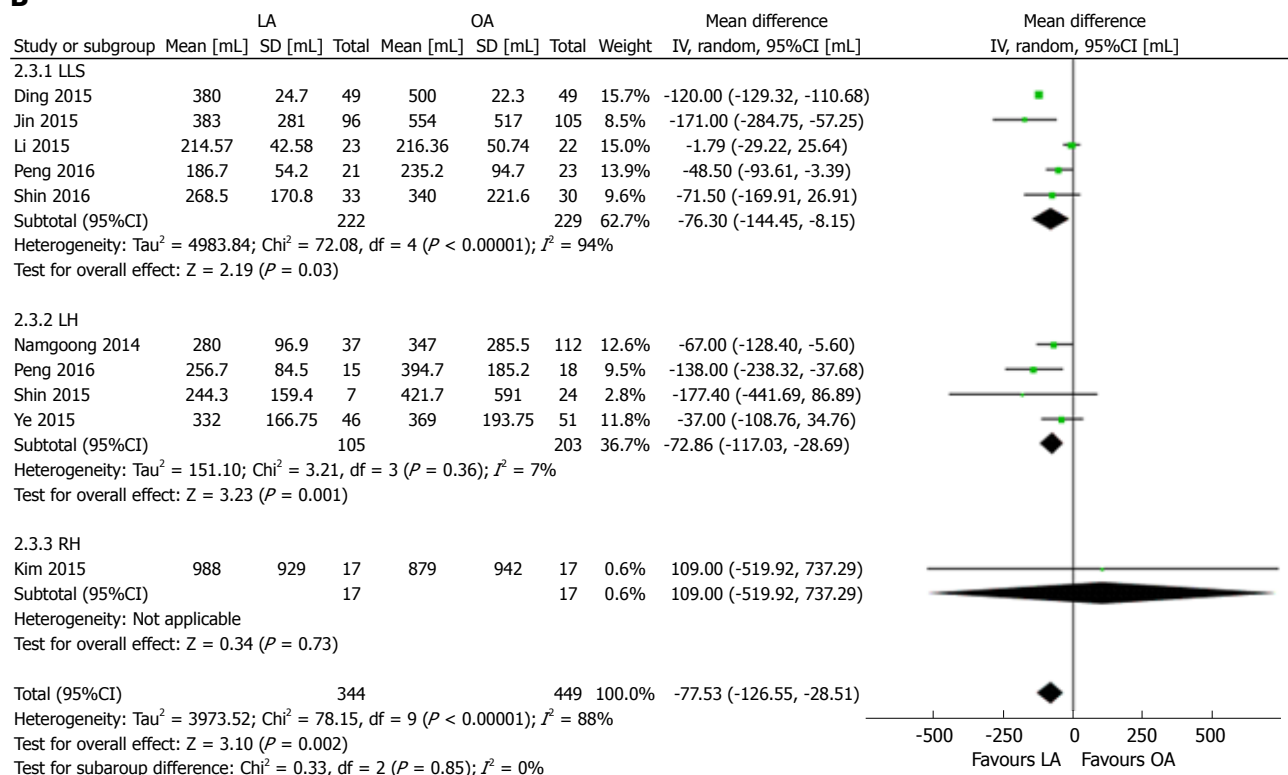 B
LA OA Mean difference Mean difference
Study or subgroup Mean [mL] SD [mL] Total Mean [mL] SD [mL] Total Weight IV, random, 95%CI [mL] IV, random, 95%CI [mL]
2.3.1 LLS
Ding 2015 380 24.7 49 500 22.3 49 15.7% -120.00 (-129.32, -110.68)
Jin 2015 383 281 96 554 517 105 8.5% -171.00 (-284.75, -57.25)
Li 2015 214.57 42.58 23 216.36 50.74 22 15.0% -1.79 (-29.22, 25.64)
Peng 2016 186.7 54.2 21 235.2 94.7 23 13.9% -48.50 (-93.61, -3.39)
Shin 2016 268.5 170.8 33 340 221.6 30 9.6% -71.50 (-169.91, 26.91)
Subtotal (95%CI) 222 229 62.7% -76.30 (-144.45, -8.15)
Heterogeneity: Tau² = 4983.84; Chi² = 72.08, df = 4 (P < 0.00001); I² = 94%
Test for overall effect: Z = 2.19 (P = 0.03)
2.3.2 LH
Namgoong 2014 280 96.9 37 347 285.5 112 12.6% -67.00 (-128.40, -5.60)
Peng 2016 256.7 84.5 15 394.7 185.2 18 9.5% -138.00 (-238.32, -37.68)
Shin 2015 244.3 159.4 7 421.7 591 24 2.8% -177.40 (-441.69, 86.89)
Ye 2015 332 166.75 46 369 193.75 51 11.8% -37.00 (-108.76, 34.76)
Subtotal (95%CI) 105 203 36.7% -72.86 (-117.03, -28.69)
Heterogeneity: Tau² = 151.10; Chi² = 3.21, df = 3 (P = 0.36); I² = 7%
Test for overall effect: Z = 3.23 (P = 0.001)
2.3.3 RH
Kim 2015 988 929 17 879 942 17 0.6% 109.00 (-519.92, 737.29)
Subtotal (95%CI) 17 17 0.6% 109.00 (-519.92, 737.29)
Heterogeneity: Not applicable
Test for overall effect: Z = 0.34 (P = 0.73)
Total (95%CI) 344 449 100.0% -77.53 (-126.55, -28.51)
Heterogeneity: Tau² = 3973.52; Chi² = 78.15, df = 9 (P < 0.00001); I² = 88%
Test for overall effect: Z = 3.10 (P = 0.002)
Test for subgroup difference: Chi² = 0.33, df = 2 (P = 0.85); I² = 0%
-500 -250 0 250 500
Favours LA Favours OA